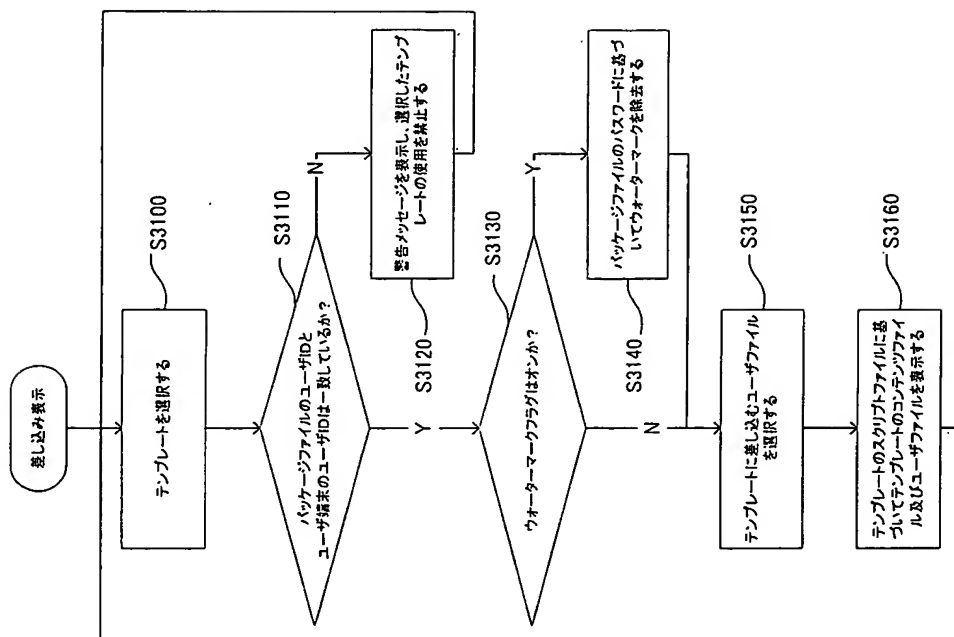 差し込み表示
テンプレートを選択する
S3100
パッケージファイルのユーザIDと
ユーザ端末のユーザIDは一致しているか?
S3110
N
Y
警告メッセージを表示し、選択したテンプ
レートの使用を禁止する
S3120
ウォーターマークフラグはオンか?
S3130
Y
N
パッケージファイルのパスワードに基づ
いてウォーターマークを除去する
S3140
テンプレートに差し込むユーザファイル
を選択する
S3150
テンプレートのスクリプトファイルに基
づいてテンプレートのコンテンツファイ
ル及びユーザファイルを表示する
S3160